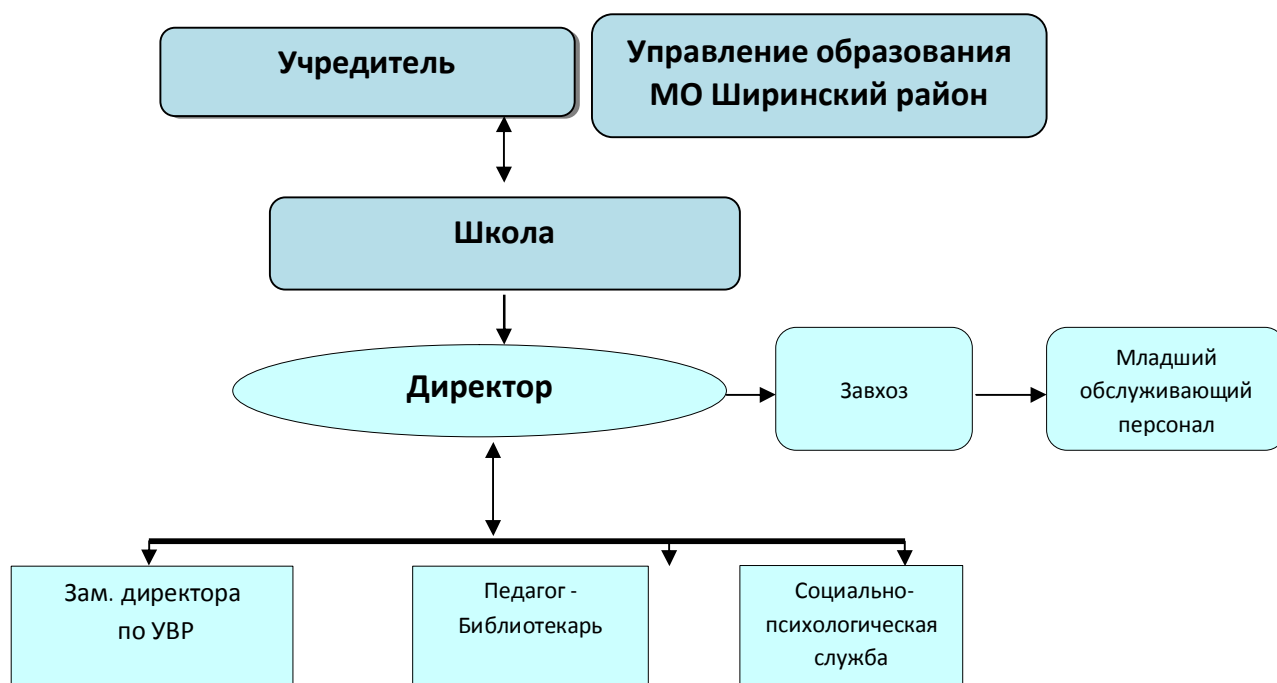 Учредитель
Управление образования
МО Ширинский район
Школа
Директор
Завхоз
Младший
обслуживающий
персонал
Зам. директора
по УВР
Педагог -
Библиотекарь
Социально-
психологическая
служба